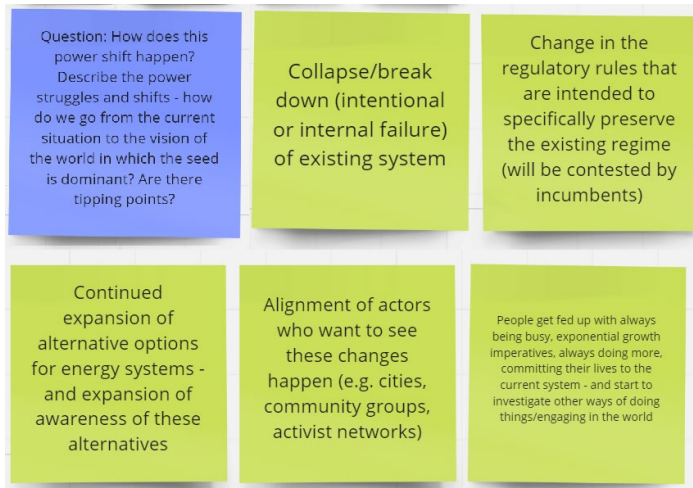 Question: How does this
power shift happen?
Describe the power
struggles and shifts - how
do we go from the current
situation to the vision of
the world in which the seed
is dominant? Are there
tipping points?
Collapse/break
down (intentional
or internal failure)
of existing system
Change in the
regulatory rules that
are intended to
specifically preserve
the existing regime
(will be contested by
incumbents)
Continued
expansion of
alternative options
for energy systems -
and expansion of
awareness of these
alternatives
Alignment of actors
who want to see
these changes
happen (e.g. cities,
community groups,
activist networks)
People get fed up with always
being busy, exponential growth
imperatives, always doing more,
committing their lives to the
current system - and start to
investigate other ways of doing
things/engaging in the world